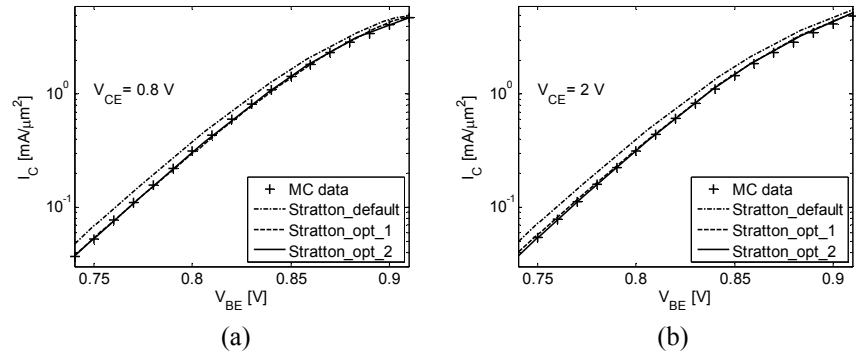 I_C [mA/μm²]
10⁰
10⁻¹
V_CE= 0.8 V
MC data
Stratton_default
Stratton_opt_1
Stratton_opt_2
0.75
0.8
0.85
0.9
V_BE [V]
(a)
I_C [mA/μm²]
10⁰
10⁻¹
V_CE= 2 V
MC data
Stratton_default
Stratton_opt_1
Stratton_opt_2
0.75
0.8
0.85
0.9
V_BE [V]
(b)